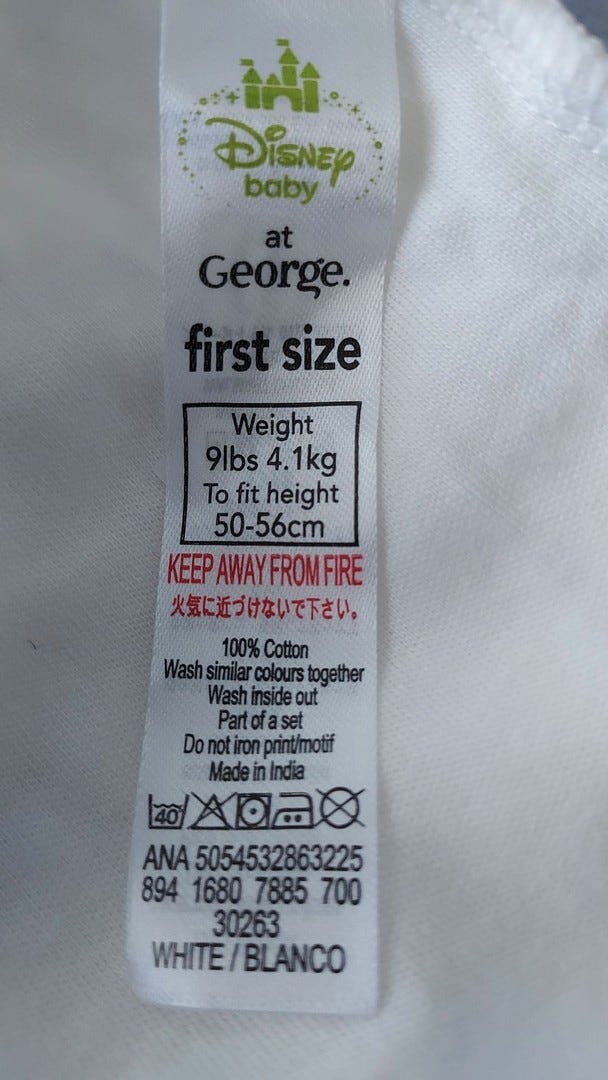 Disney
baby
at
George.
first size
Weight
9lbs 4.1kg
To fit height
50-56cm
KEEP AWAY FROM FIRE
火気に近づけないで下さい。
100% Cotton
Wash similar colours together
Wash inside out
Part of a set
Do not iron print/motif
Made in India
40
ANA 5054532863225
894 1680 7885 700
30263
WHITE / BLANCO